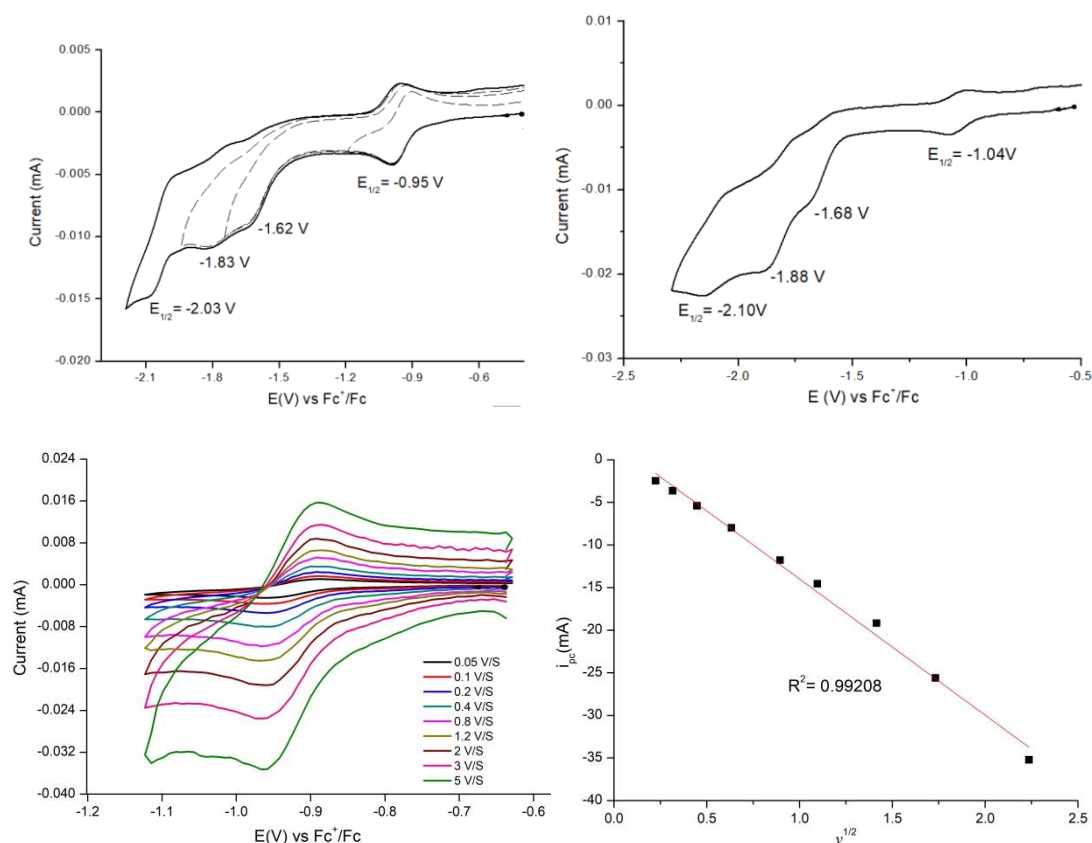 0.005
0.000
-0.005
-0.010
-0.015
-0.020
Current (mA)
E1/2= -0.95 V
-1.62 V
-1.83 V
E1/2= -2.03 V
-2.1
-1.8
-1.5
-1.2
-0.9
-0.6
E(V) vs Fc+/Fc
0.01
0.00
-0.01
-0.02
-0.03
Current (mA)
E1/2= -1.04V
-1.68 V
-1.88 V
E1/2= -2.10V
-2.5
-2.0
-1.5
-1.0
-0.5
E (V) vs Fc+/Fc
0.024
0.016
0.008
0.000
-0.008
-0.016
-0.024
-0.032
-0.040
Current (mA)
0.05 V/S
0.1 V/S
0.2 V/S
0.4 V/S
0.8 V/S
1.2 V/S
2 V/S
3 V/S
5 V/S
-1.2
-1.1
-1.0
-0.9
-0.8
-0.7
-0.6
E(V) vs Fc+/Fc
0
-5
-10
-15
-20
-25
-30
-35
-40
ipc(mA)
R2= 0.99208
0.0
0.5
1.0
1.5
2.0
2.5
ν1/2